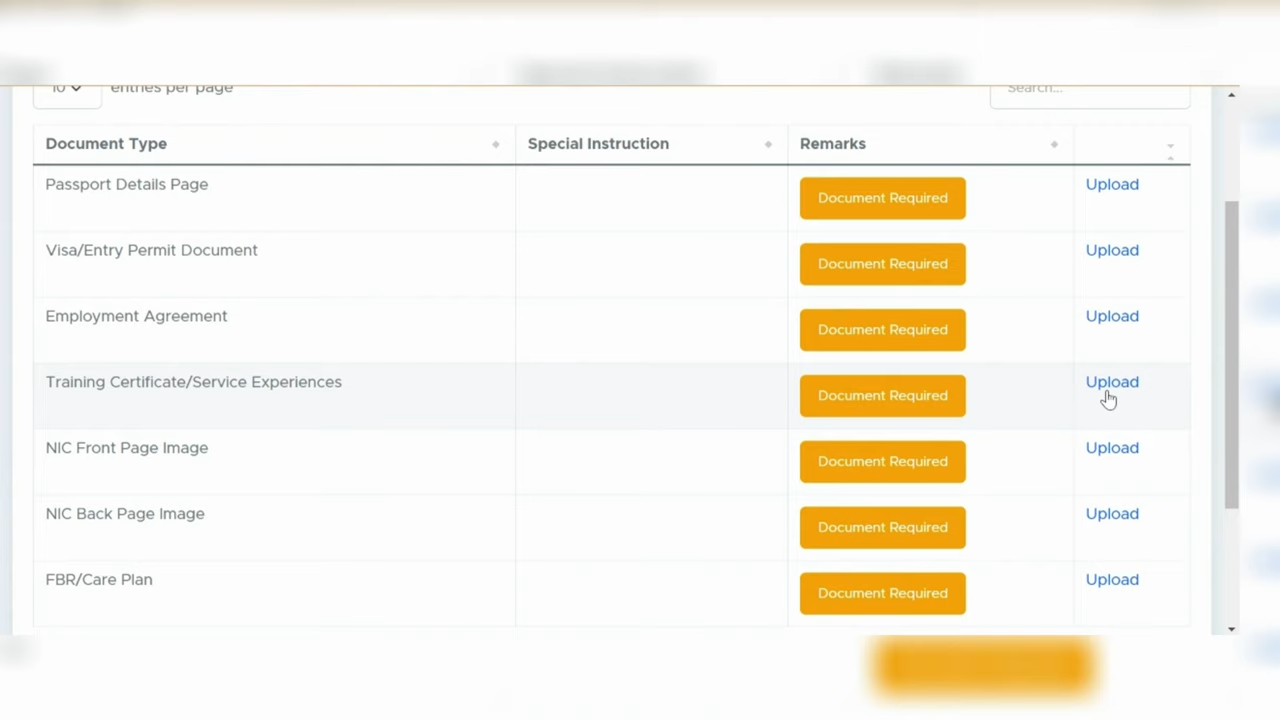 10 entries per page Search...
Document Type Special Instruction Remarks
Passport Details Page Document Required Upload
Visa/Entry Permit Document Document Required Upload
Employment Agreement Document Required Upload
Training Certificate/Service Experiences Document Required Upload
NIC Front Page Image Document Required Upload
NIC Back Page Image Document Required Upload
FBR/Care Plan Document Required Upload